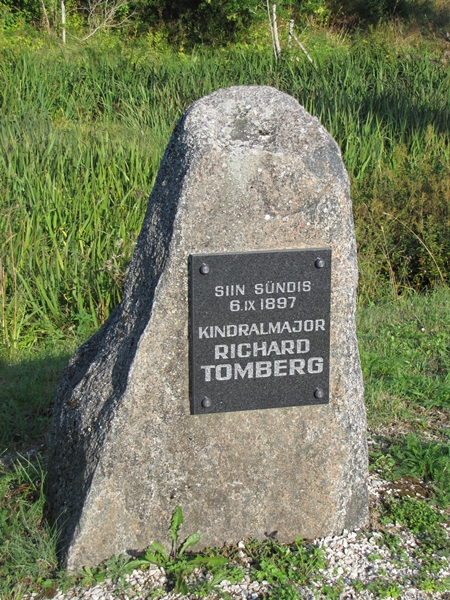 SIIN SÜNDIS
6.IX 1897
KINDRALMAJOR
RICHARD
TOMBERG